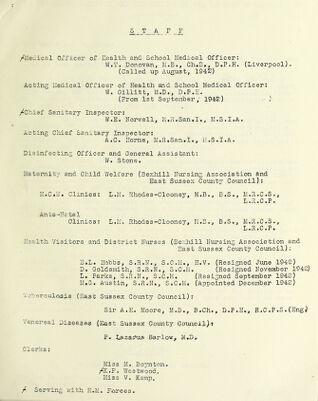 S T A F F
/Medical Officer of Health and School Medical Officer:
W.T. Donovan, M.B., Ch.B., D.P.H. (Liverpool).
(Called up August, 1942)
Acting Medical Officer of Health and School Medical Officer:
W. Gillitt, M.D., D.P.H.
(From 1st September, 1942)
/Chief Sanitary Inspector:
W.H. Norwell, M.R.San.I., M.S.I.A.
Acting Chief Sanitary Inspector:
A.C. Horne, M.R.San.I., M.S.I.A.
Disinfecting Officer and General Assistant:
W. Stone.
Maternity and Child Welfare (Bexhill Nursing Association and
East Sussex County Council):
M.C.W. Clinics: L.M. Rhodes-Clooney, M.B., B.S., M.R.C.S.,
L.R.C.P.
Ante-Natal
Clinics: L.M. Rhodes-Clooney, M.B., B.S., M.R.C.S.,
L.R.C.P.
Health Visitors and District Nurses (Bexhill Nursing Association and
East Sussex County Council):
E.L. Hobbs, S.R.N., S.C.M., H.V. (Resigned June 1942)
D. Goldsmith, S.R.N., S.C.M. (Resigned November 1942)
L. Parks, S.R.N., S.C.M. (Resigned September 1942)
M.G. Austin, S.R.N., S.C.M. (Appointed December 1942)
Tuberculosis (East Sussex County Council):
Sir A.H. Moore, M.D., B.Ch., D.P.H., R.C.P.S.(Eng)
Venereal Diseases (East Sussex County Council):
P. Lazarus Barlow, M.D.
Clerks:
Miss M. Boynton.
/K.F. Westwood.
Miss V. Kemp.
/ Serving with H.M. Forces.